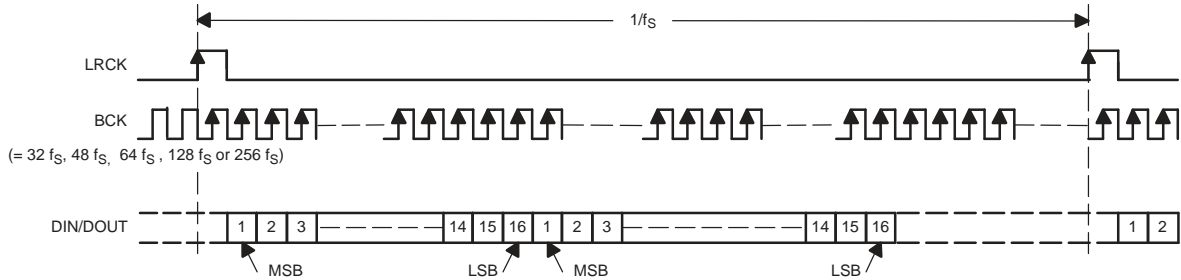 1/fS
LRCK
BCK
(= 32 fS, 48 fS, 64 fS , 128 fS or 256 fS)
DIN/DOUT 1 2 3 14 15 16 1 2 3 14 15 16 1 2
MSB LSB MSB LSB